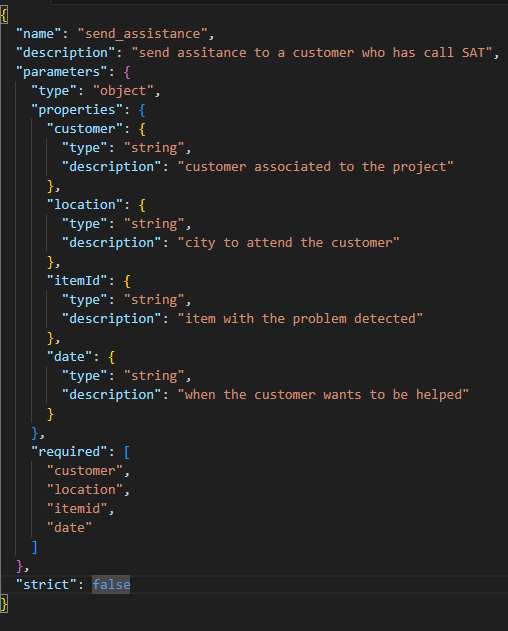 {
"name": "send_assistance",
"description": "send assitance to a customer who has call SAT",
"parameters": {
"type": "object",
"properties": {
"customer": {
"type": "string",
"description": "customer associated to the project"
},
"location": {
"type": "string",
"description": "city to attend the customer"
},
"itemId": {
"type": "string",
"description": "item with the problem detected"
},
"date": {
"type": "string",
"description": "when the customer wants to be helped"
}
},
"required": [
"customer",
"location",
"itemid",
"date"
]
},
"strict": false
}